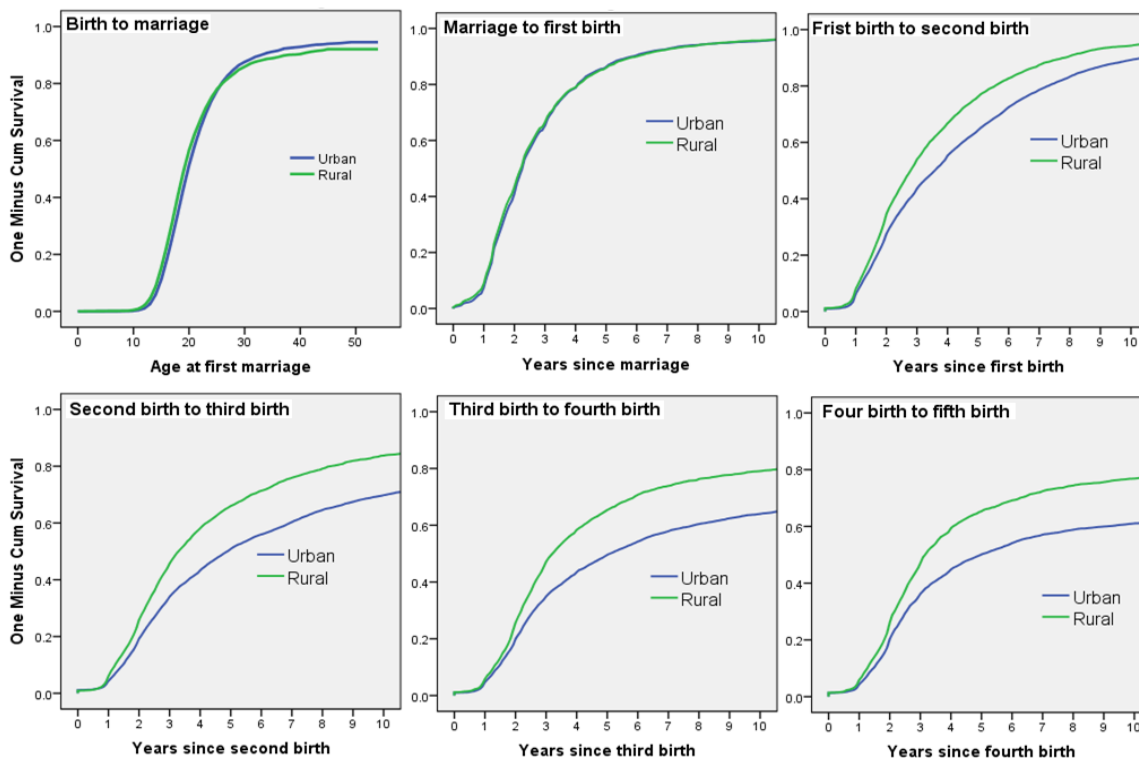 Birth to marriage
One Minus Cum Survival
1.0
0.8
0.6
0.4
0.2
0.0
Urban
Rural
0 10 20 30 40 50
Age at first marriage
Marriage to first birth
1.0
0.8
0.6
0.4
0.2
0.0
Urban
Rural
0 1 2 3 4 5 6 7 8 9 10
Years since marriage
Frist birth to second birth
1.0
0.8
0.6
0.4
0.2
0.0
Urban
Rural
0 1 2 3 4 5 6 7 8 9 10
Years since first birth
Second birth to third birth
One Minus Cum Survival
1.0
0.8
0.6
0.4
0.2
0.0
Urban
Rural
0 1 2 3 4 5 6 7 8 9 10
Years since second birth
Third birth to fourth birth
1.0
0.8
0.6
0.4
0.2
0.0
Urban
Rural
0 1 2 3 4 5 6 7 8 9 10
Years since third birth
Four birth to fifth birth
1.0
0.8
0.6
0.4
0.2
0.0
Urban
Rural
0 1 2 3 4 5 6 7 8 9 10
Years since fourth birth